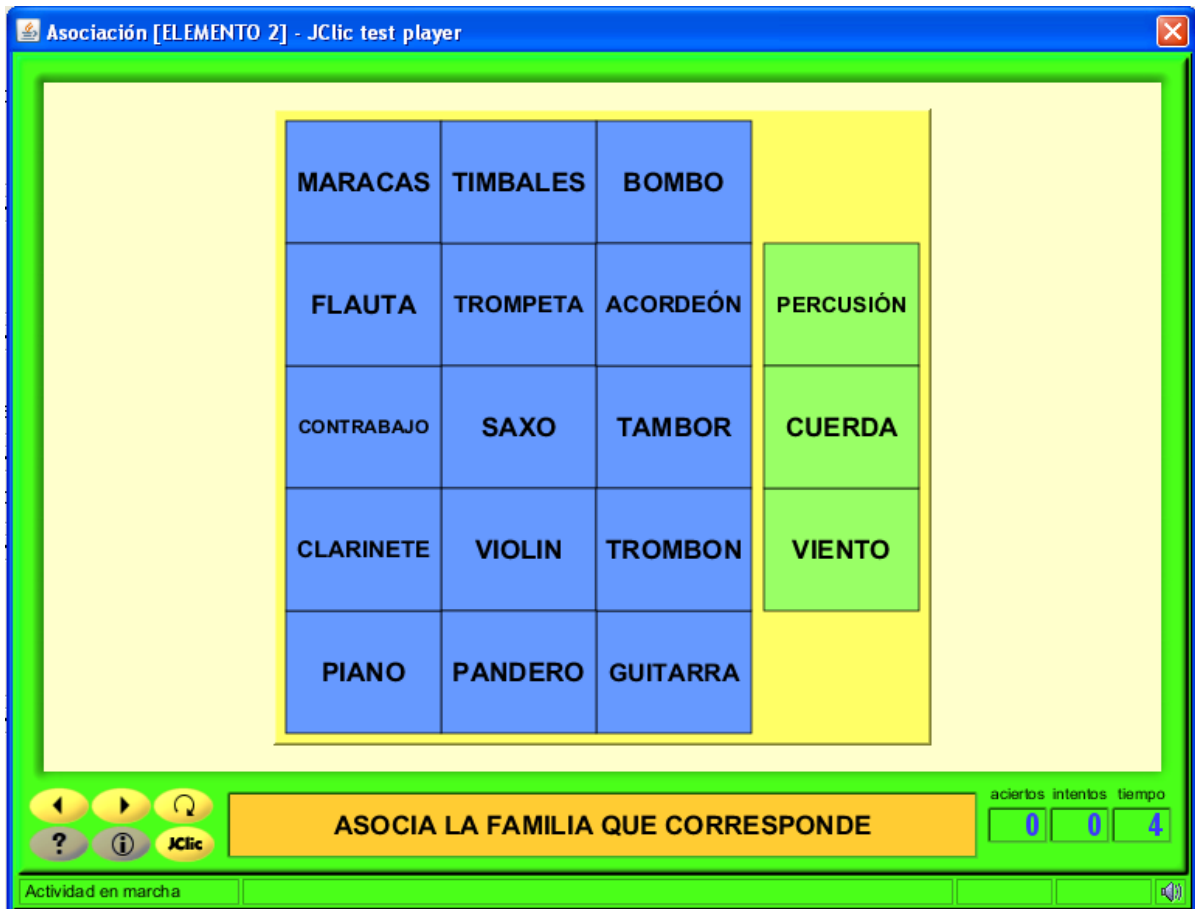 Asociación [ELEMENTO 2] - JClic test player
MARACAS TIMBALES BOMBO
FLAUTA TROMPETA ACORDEÓN PERCUSIÓN
CONTRABAJO SAXO TAMBOR CUERDA
CLARINETE VIOLIN TROMBON VIENTO
PIANO PANDERO GUITARRA
aciertos intentos tiempo
ASOCIA LA FAMILIA QUE CORRESPONDE 0 0 4
? i JClic
Actividad en marcha